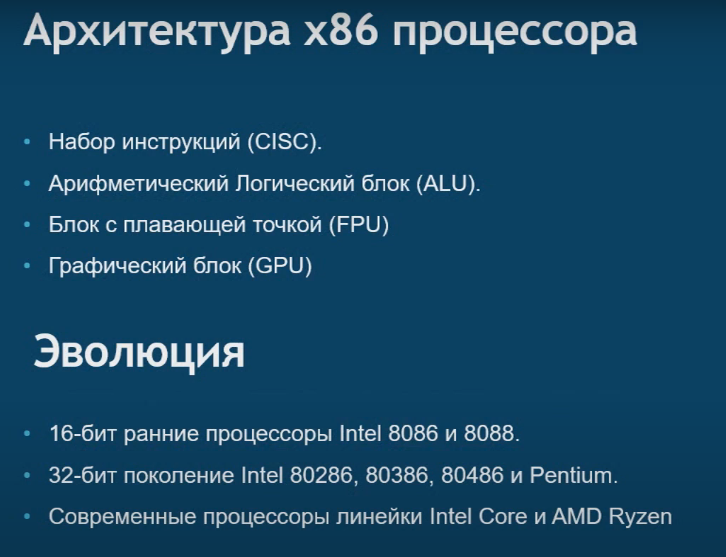 Архитектура x86 процессора
• Набор инструкций (CISC).
• Арифметический Логический блок (ALU).
• Блок с плавающей точкой (FPU)
• Графический блок (GPU)
Эволюция
• 16-бит ранние процессоры Intel 8086 и 8088.
• 32-бит поколение Intel 80286, 80386, 80486 и Pentium.
• Современные процессоры линейки Intel Core и AMD Ryzen